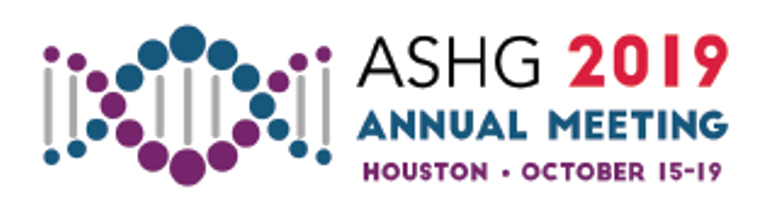 ASHG 2019
ANNUAL MEETING
HOUSTON • OCTOBER 15-19